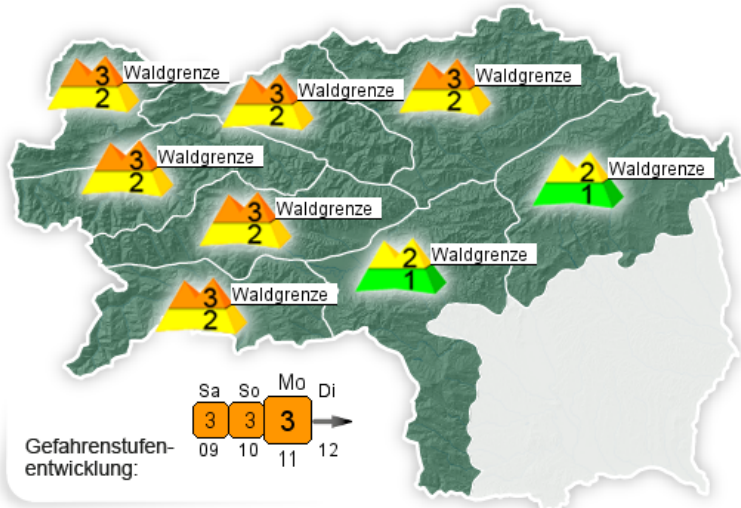 3 Waldgrenze
2
3 Waldgrenze
2
3 Waldgrenze
2
3 Waldgrenze
2
2 Waldgrenze
1
3 Waldgrenze
2
2 Waldgrenze
1
3 Waldgrenze
2
Sa So Mo Di
3 3 3
09 10 11 12
Gefahrenstufen-
entwicklung: